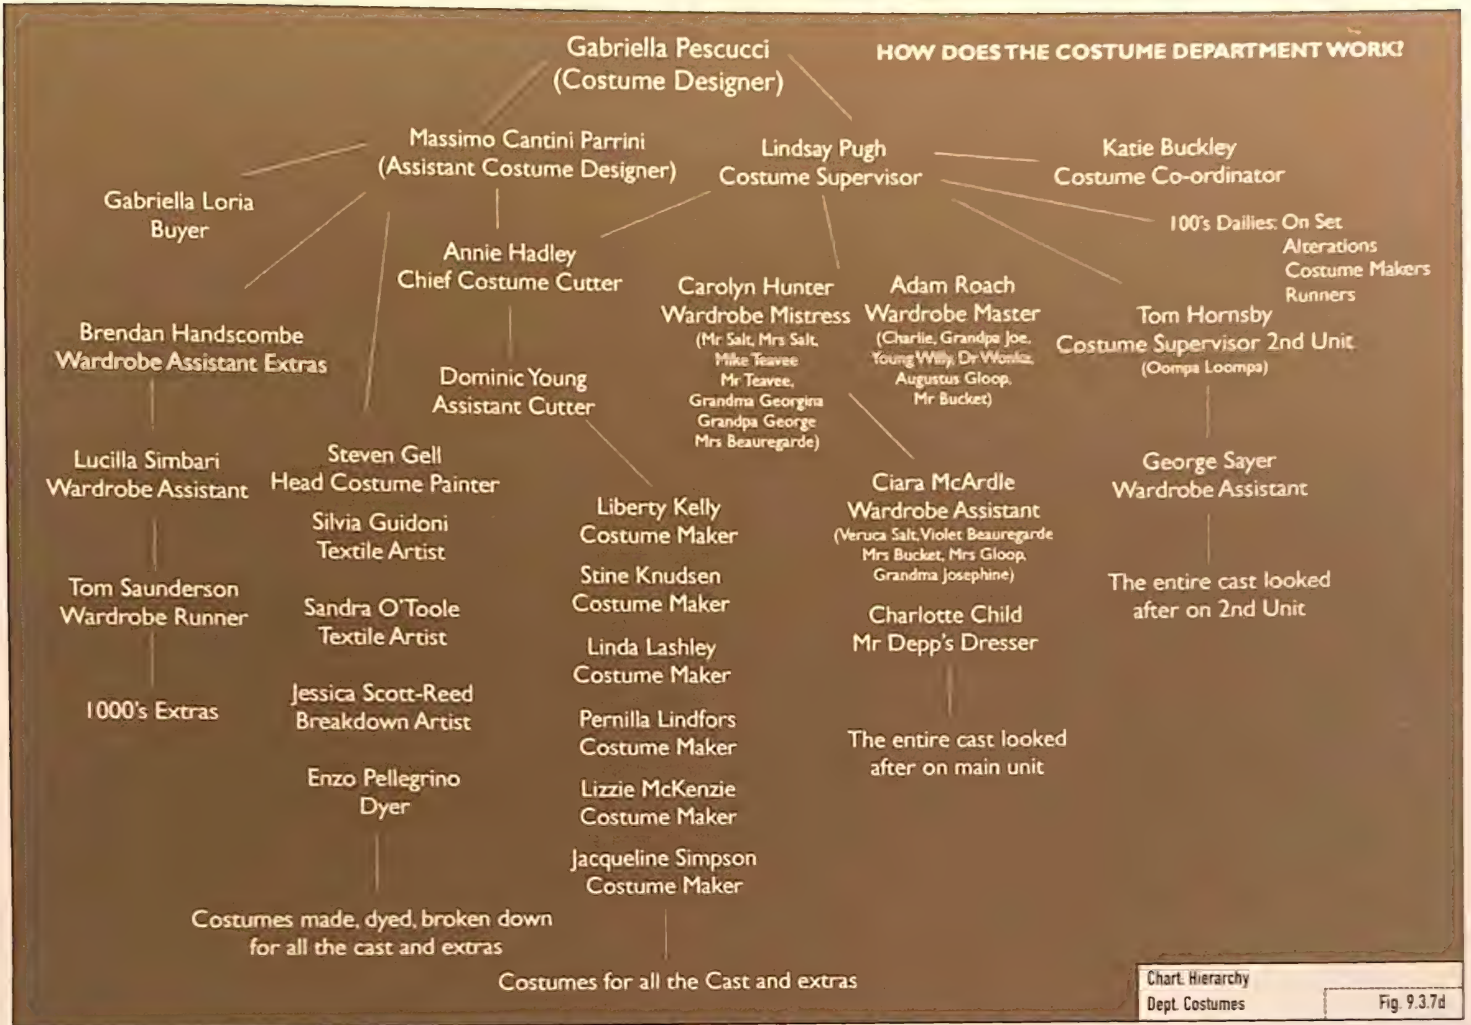 Gabriella Pescucci
(Costume Designer)
HOW DOES THE COSTUME DEPARTMENT WORK?
Massimo Cantini Parrini
(Assistant Costume Designer)
Lindsay Pugh
Costume Supervisor
Katie Buckley
Costume Co-ordinator
Gabriella Loria
Buyer
100's Dailies: On Set
Alterations
Costume Makers
Runners
Annie Hadley
Chief Costume Cutter
Carolyn Hunter
Wardrobe Mistress
(Mr Salt, Mrs Salt,
Mike Teavee
Mr Teavee,
Grandma Georgina
Grandpa George
Mrs Beauregarde)
Adam Roach
Wardrobe Master
(Charlie, Grandpa Joe,
Young Willy, Dr Wonka,
Augustus Gloop,
Mr Bucket)
Tom Hornsby
Costume Supervisor 2nd Unit
(Oompa Loompa)
Brendan Handscombe
Wardrobe Assistant Extras
Dominic Young
Assistant Cutter
Lucilla Simbari
Wardrobe Assistant
Steven Gell
Head Costume Painter
Silvia Guidoni
Textile Artist
Sandra O'Toole
Textile Artist
Jessica Scott-Reed
Breakdown Artist
Enzo Pellegrino
Dyer
Costumes made, dyed, broken down
for all the cast and extras
Tom Saunderson
Wardrobe Runner
1000's Extras
Liberty Kelly
Costume Maker
Stine Knudsen
Costume Maker
Linda Lashley
Costume Maker
Pernilla Lindfors
Costume Maker
Lizzie McKenzie
Costume Maker
Jacqueline Simpson
Costume Maker
Costumes for all the Cast and extras
Ciara McArdle
Wardrobe Assistant
(Veruca Salt, Violet Beauregarde
Mrs Bucket, Mrs Gloop,
Grandma Josephine)
Charlotte Child
Mr Depp's Dresser
The entire cast looked
after on main unit
George Sayer
Wardrobe Assistant
The entire cast looked
after on 2nd Unit
Chart. Hierarchy
Dept. Costumes
Fig. 9.3.7d